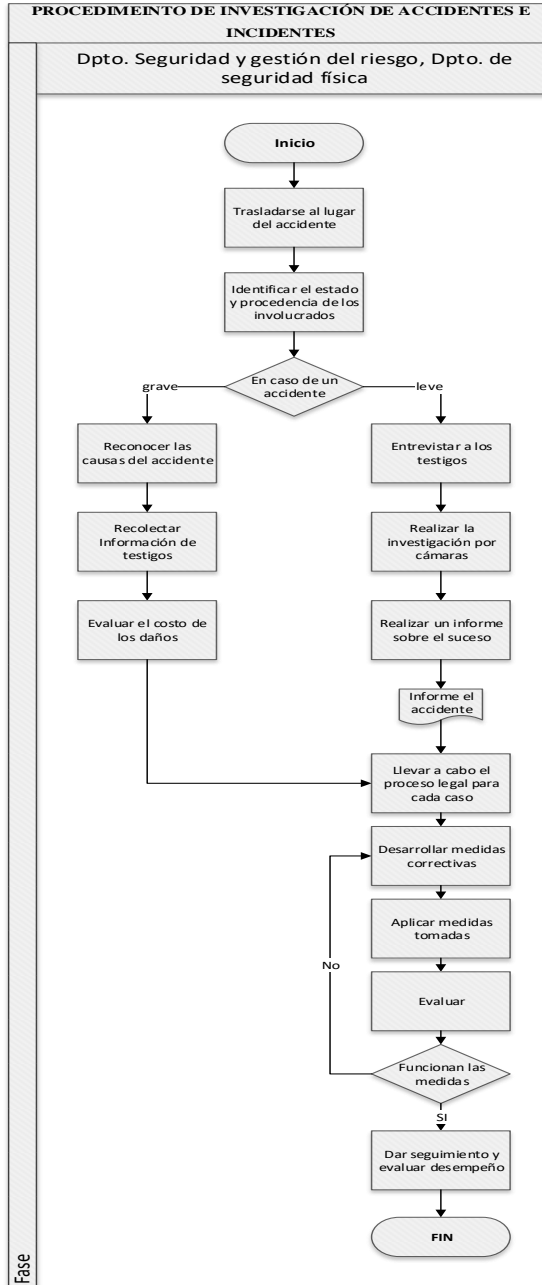 PROCEDIMEINTO DE INVESTIGACIÓN DE ACCIDENTES E
INCIDENTES
Dpto. Seguridad y gestión del riesgo, Dpto. de
seguridad física
Inicio
Trasladarse al lugar
del accidente
Identificar el estado
y procedencia de los
involucrados
En caso de un
accidente
grave
leve
Reconocer las
causas del accidente
Recolectar
Información de
testigos
Evaluar el costo de
los daños
Entrevistar a los
testigos
Realizar la
investigación por
cámaras
Realizar un informe
sobre el suceso
Informe el
accidente
Llevar a cabo el
proceso legal para
cada caso
Desarrollar medidas
correctivas
Aplicar medidas
tomadas
Evaluar
No
Funcionan las
medidas
SI
Dar seguimiento y
evaluar desempeño
FIN
Fase